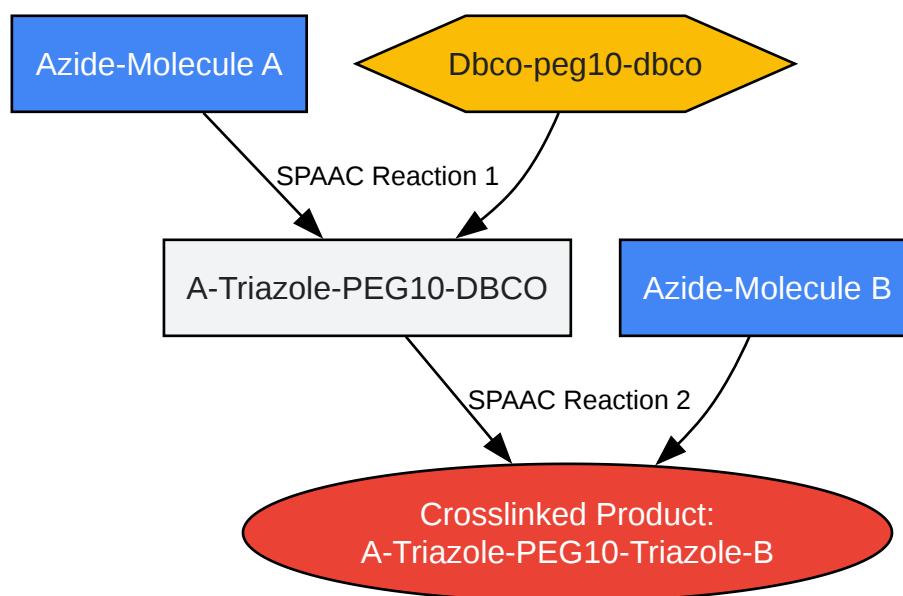 Azide-Molecule A
Dbco-peg10-dbco
SPAAC Reaction 1
A-Triazole-PEG10-DBCO
Azide-Molecule B
SPAAC Reaction 2
Crosslinked Product:
A-Triazole-PEG10-Triazole-B